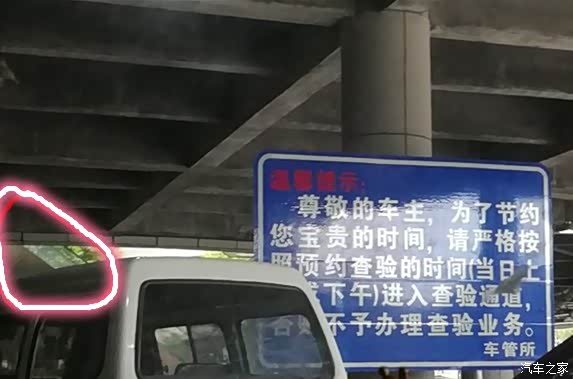 温馨提示:
尊敬的车主，为了节约
您宝贵的时间，请严格按
照预约查验的时间(当日上
下午)进入查验通道，
不予办理查验业务。
车管所
汽车之家